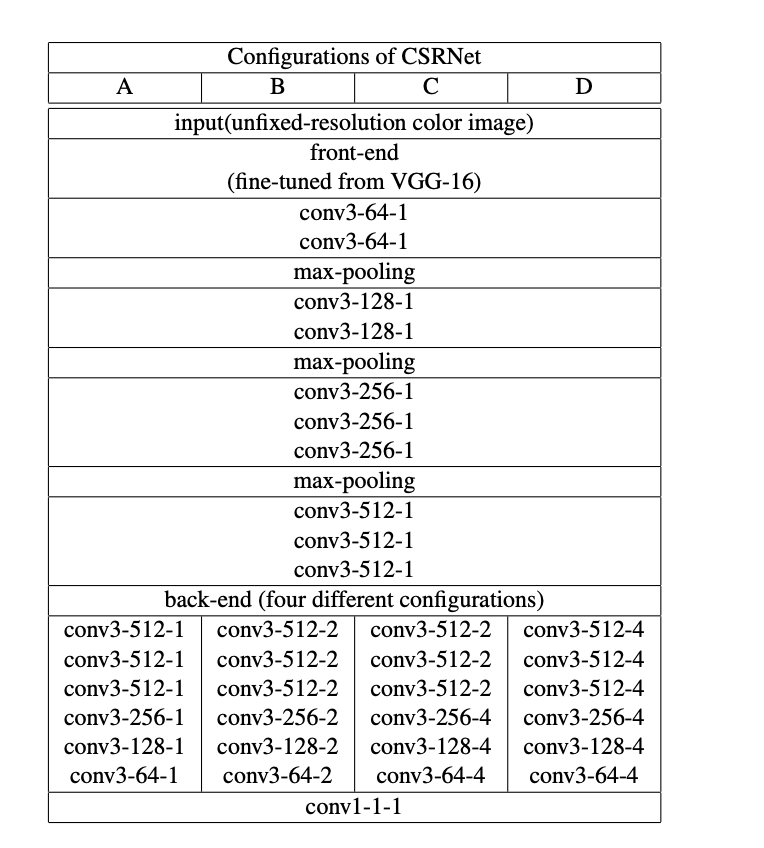 Configurations of CSRNet
A B C D
input(unfixed-resolution color image)
front-end
(fine-tuned from VGG-16)
conv3-64-1
conv3-64-1
max-pooling
conv3-128-1
conv3-128-1
max-pooling
conv3-256-1
conv3-256-1
conv3-256-1
max-pooling
conv3-512-1
conv3-512-1
conv3-512-1
back-end (four different configurations)
conv3-512-1 conv3-512-2 conv3-512-2 conv3-512-4
conv3-512-1 conv3-512-2 conv3-512-2 conv3-512-4
conv3-512-1 conv3-512-2 conv3-512-2 conv3-512-4
conv3-256-1 conv3-256-2 conv3-256-4 conv3-256-4
conv3-128-1 conv3-128-2 conv3-128-4 conv3-128-4
conv3-64-1 conv3-64-2 conv3-64-4 conv3-64-4
conv1-1-1